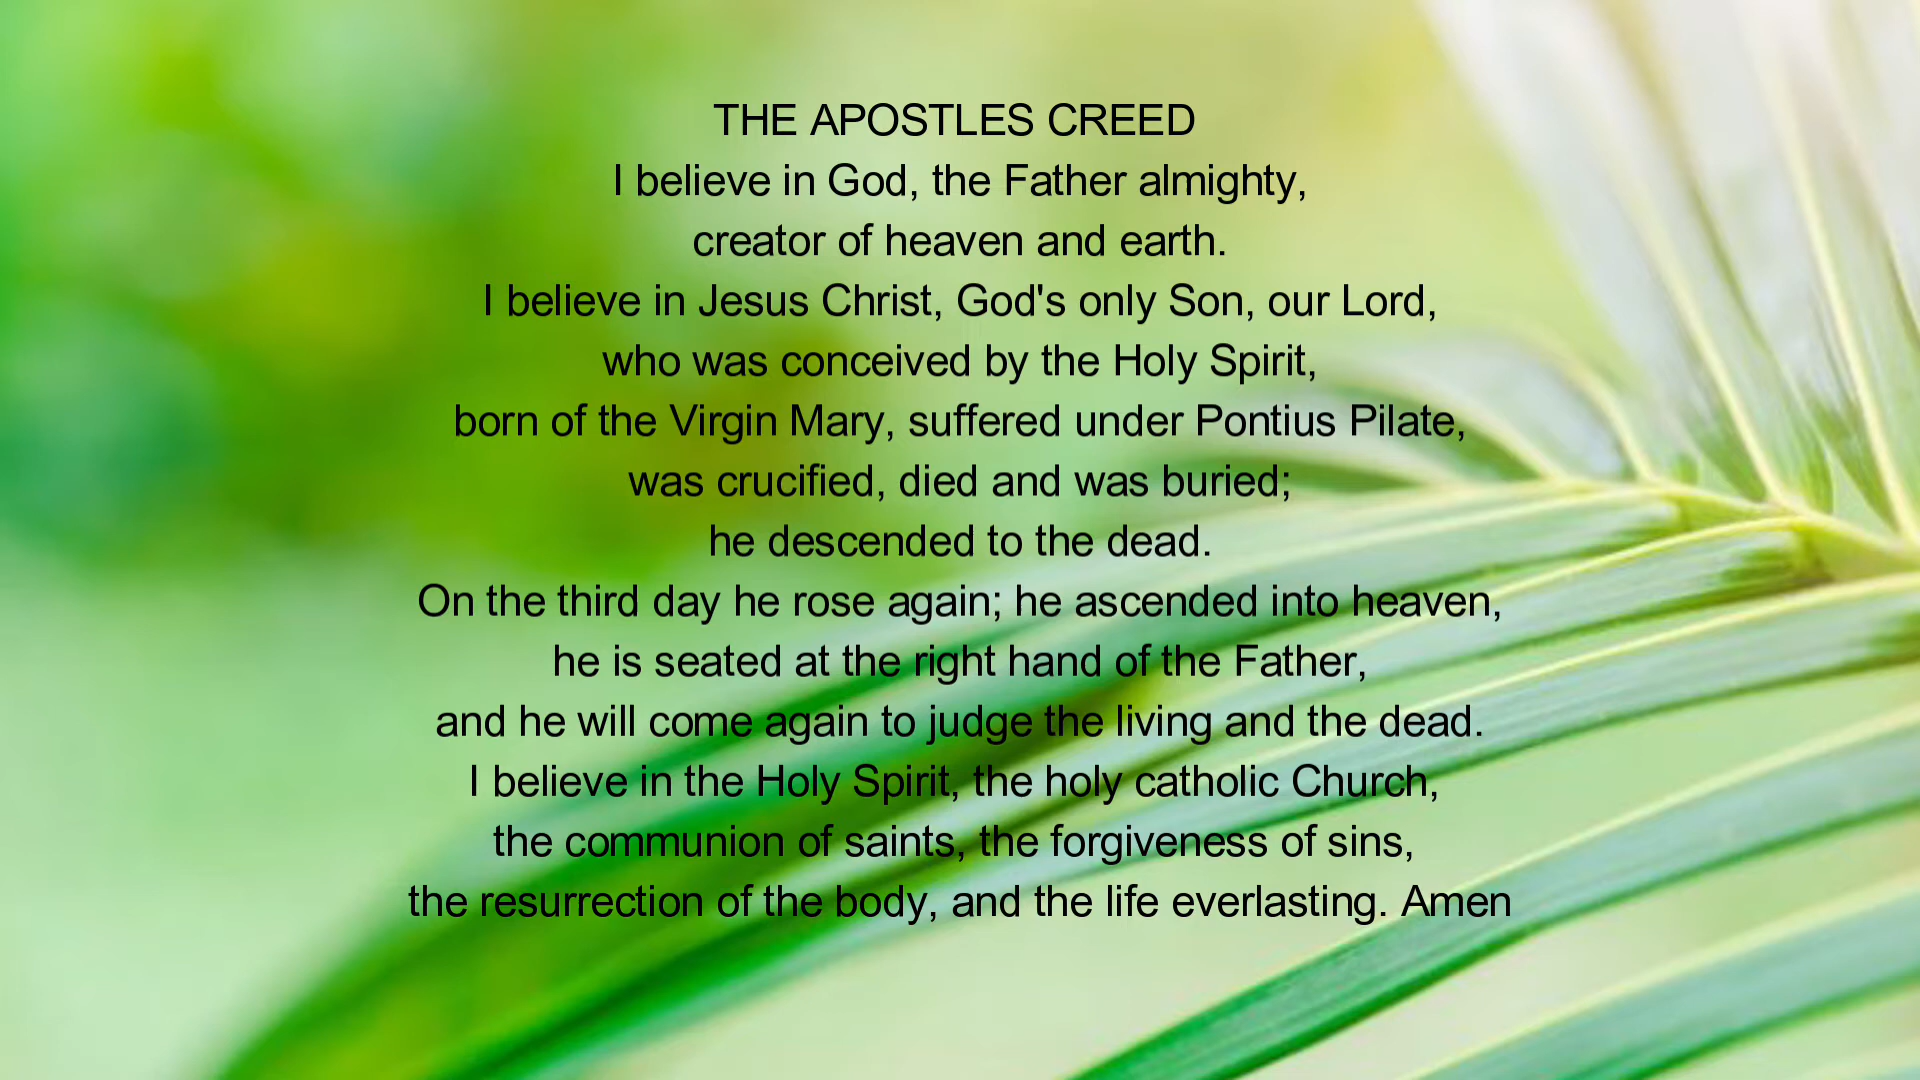 THE APOSTLES CREED
I believe in God, the Father almighty,
creator of heaven and earth.
I believe in Jesus Christ, God's only Son, our Lord,
who was conceived by the Holy Spirit,
born of the Virgin Mary, suffered under Pontius Pilate,
was crucified, died and was buried;
he descended to the dead.
On the third day he rose again; he ascended into heaven,
he is seated at the right hand of the Father,
and he will come again to judge the living and the dead.
I believe in the Holy Spirit, the holy catholic Church,
the communion of saints, the forgiveness of sins,
the resurrection of the body, and the life everlasting. Amen